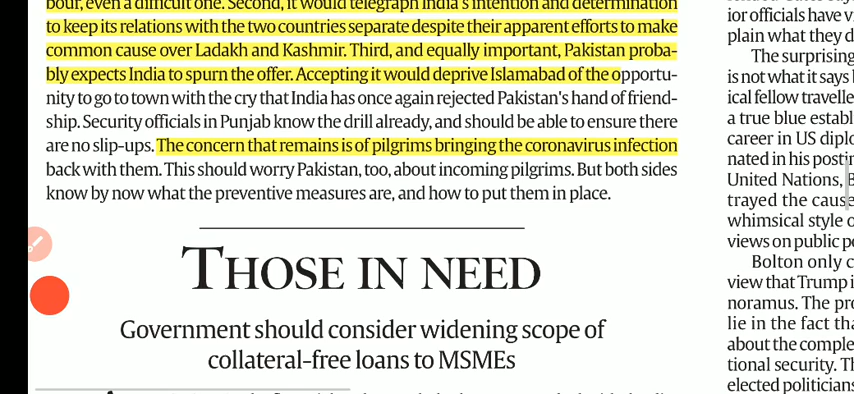 bour, even a difficult one. Second, it would telegraph India's intention and determination
to keep its relations with the two countries separate despite their apparent efforts to make
common cause over Ladakh and Kashmir. Third, and equally important, Pakistan proba-
bly expects India to spurn the offer. Accepting it would deprive Islamabad of the opportu-
nity to go to town with the cry that India has once again rejected Pakistan's hand of friend-
ship. Security officials in Punjab know the drill already, and should be able to ensure there
are no slip-ups. The concern that remains is of pilgrims bringing the coronavirus infection
back with them. This should worry Pakistan, too, about incoming pilgrims. But both sides
know by now what the preventive measures are, and how to put them in place.
THOSE IN NEED
Government should consider widening scope of
collateral-free loans to MSMEs
ior officials have v
plain what they d
The surprising
is not what it says
ical fellow travelle
a true blue establ
career in US diplo
nated in his postin
United Nations, B
trayed the cause
whimsical style o
views on public pe
Bolton only c
view that Trump i
noramus. The pro
lie in the fact tha
about the comple
tional security. Th
elected politicians